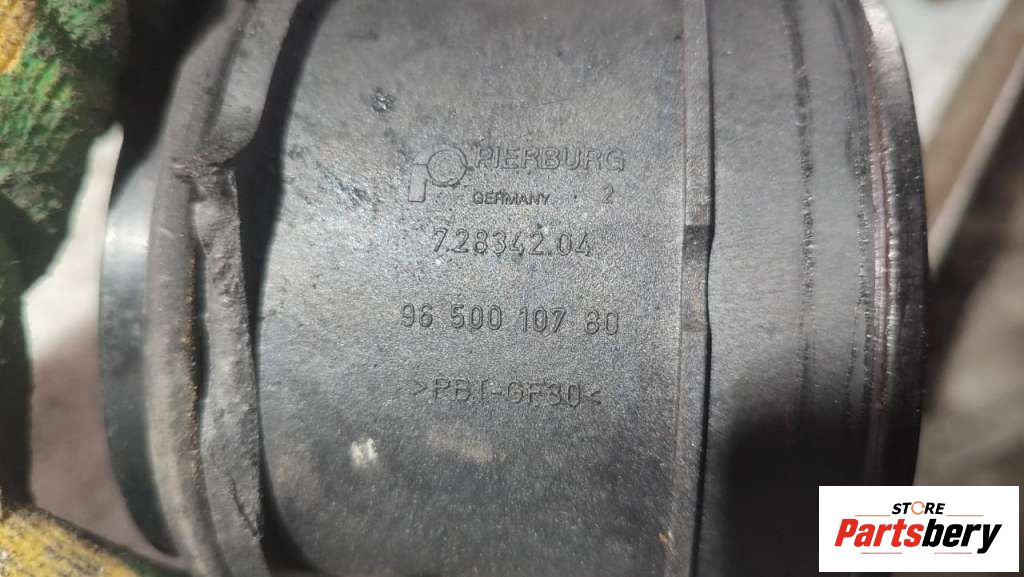 PIERBURG
GERMANY 2
7.28342.04
96 500 107 80
>PBT-GF30<
STORE
Partsbery